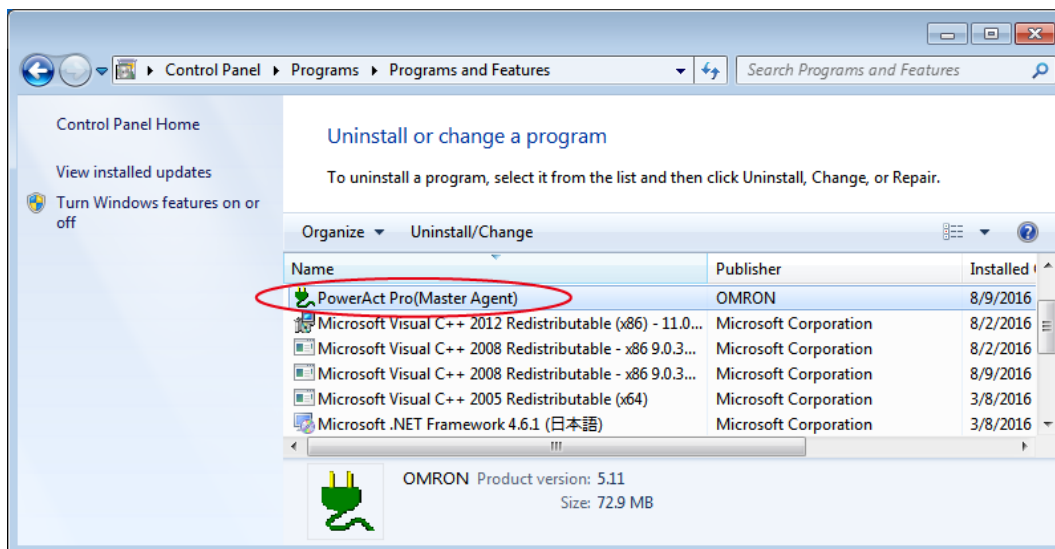 Control Panel Programs Programs and Features Search Programs and Features
Control Panel Home
View installed updates
Turn Windows features on or
off
Uninstall or change a program
To uninstall a program, select it from the list and then click Uninstall, Change, or Repair.
Organize Uninstall/Change
Name Publisher Installed
PowerAct Pro(Master Agent) OMRON 8/9/2016
Microsoft Visual C++ 2012 Redistributable (x86) - 11.0... Microsoft Corporation 8/2/2016
Microsoft Visual C++ 2008 Redistributable - x86 9.0.3... Microsoft Corporation 8/2/2016
Microsoft Visual C++ 2008 Redistributable - x86 9.0.3... Microsoft Corporation 8/9/2016
Microsoft Visual C++ 2005 Redistributable (x64) Microsoft Corporation 3/8/2016
Microsoft .NET Framework 4.6.1 (日本語) Microsoft Corporation 3/8/2016
OMRON Product version: 5.11
Size: 72.9 MB